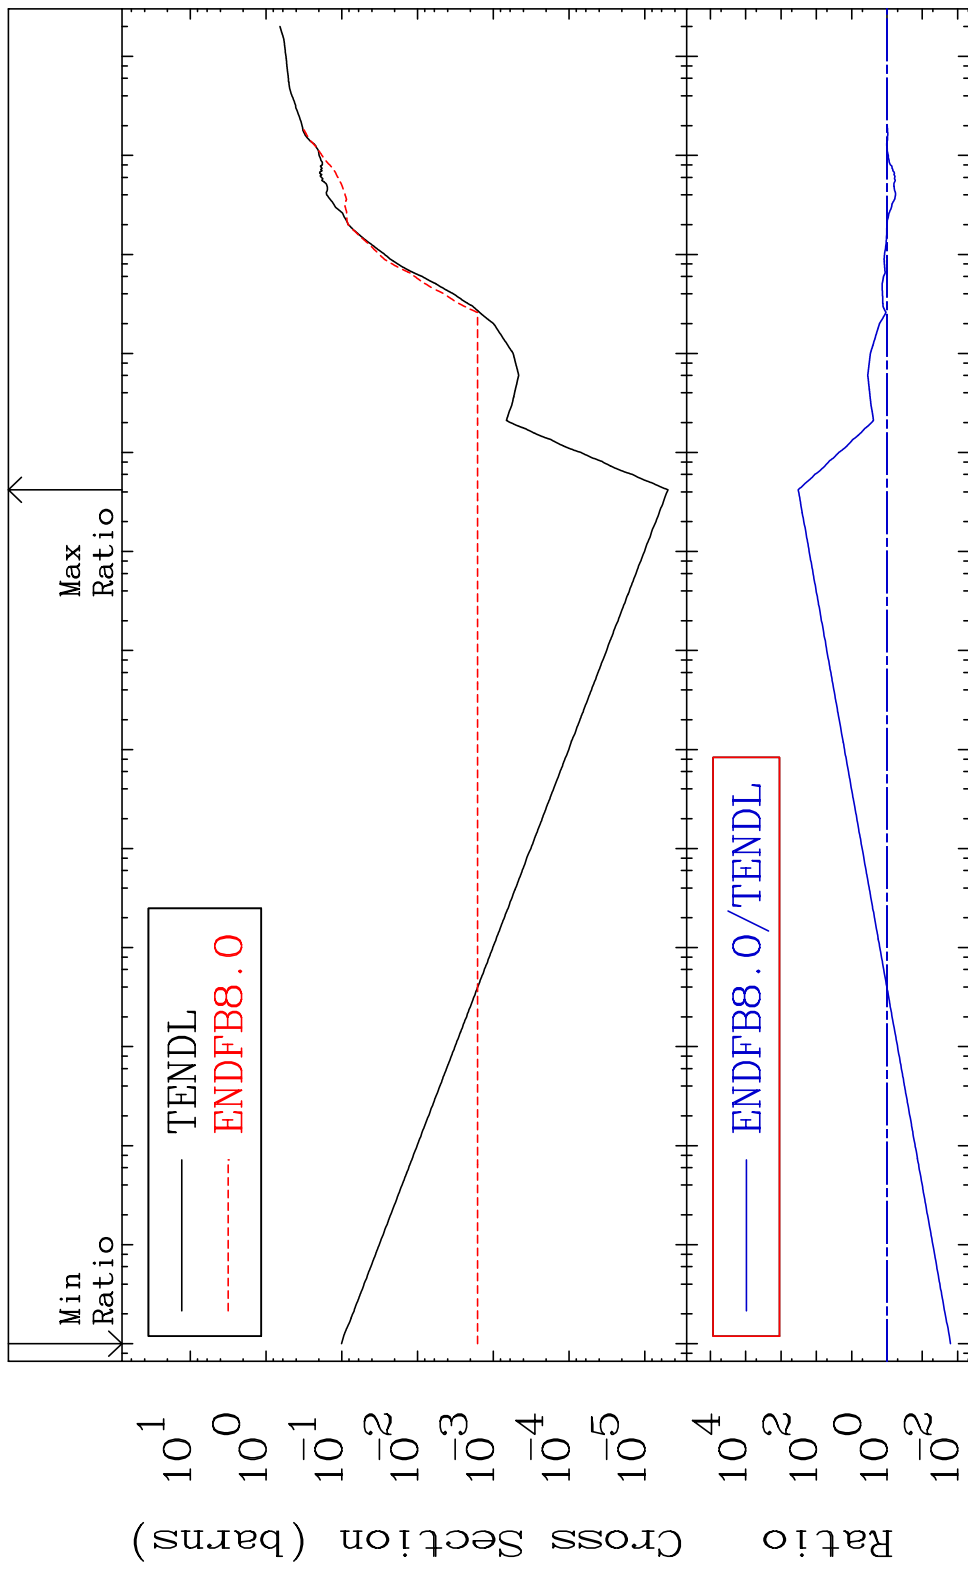 Min
Ratio
Max
Ratio
TENDL
ENDFB8.0
ENDFB8.0/TENDL
Cross Section (barns)
10^1
10^0
10^-1
10^-2
10^-3
10^-4
10^-5
Ratio
10^4
10^2
10^0
10^-2